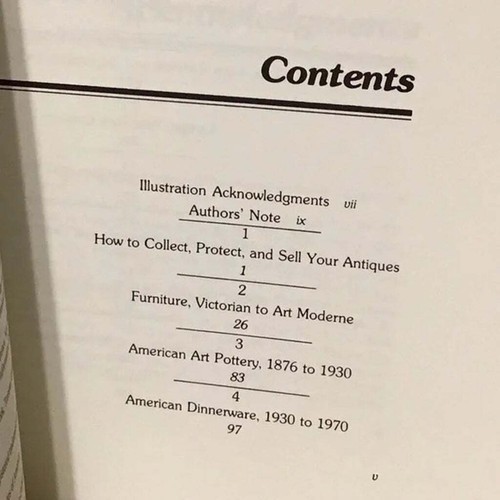 Contents
Illustration Acknowledgments vii
Authors' Note ix
1
How to Collect, Protect, and Sell Your Antiques
1
2
Furniture, Victorian to Art Moderne
26
3
American Art Pottery, 1876 to 1930
83
4
American Dinnerware, 1930 to 1970
97
v